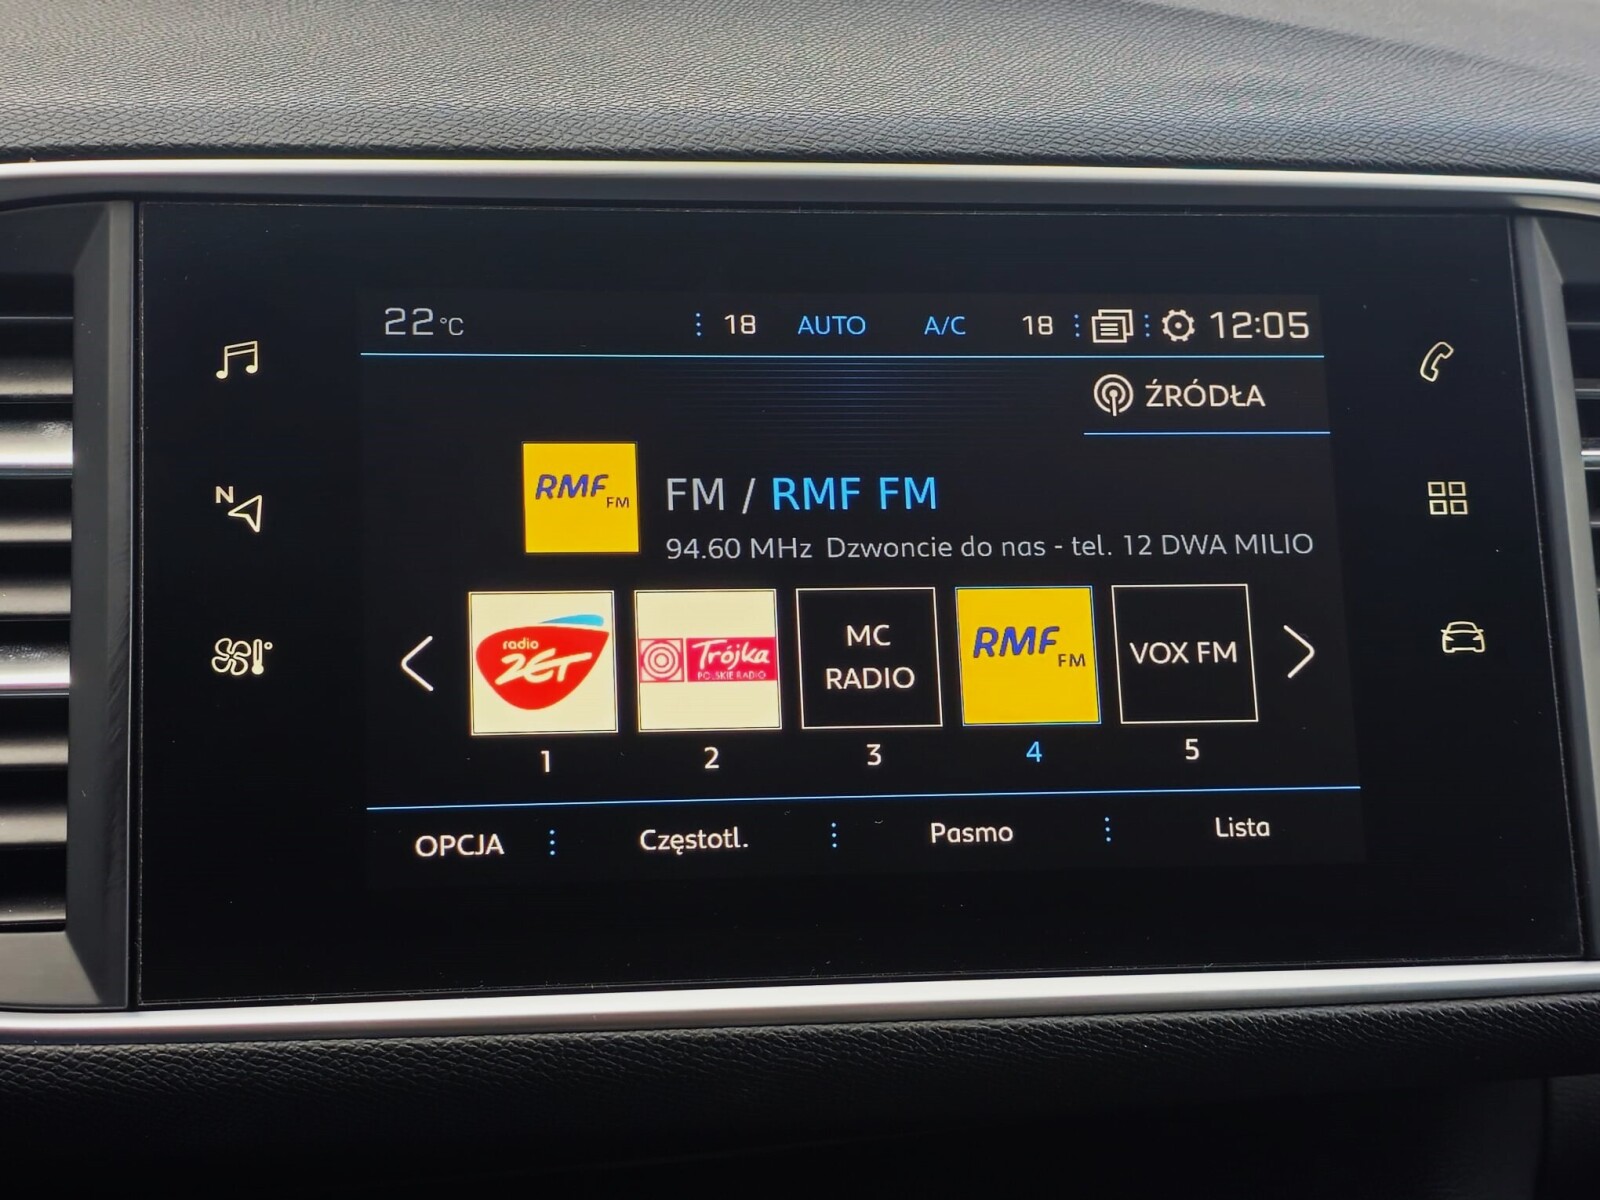 22 °C 18 AUTO A/C 18 12:05
ŹRÓDŁA
RMF FM
FM / RMF FM
94.60 MHz Dzwoncie do nas - tel. 12 DWA MILIO
N
radio ZET
Trójka
POLSKIE RADIO
MC
RADIO
RMF FM
VOX FM
1 2 3 4 5
OPCJA Częstotl. Pasmo Lista